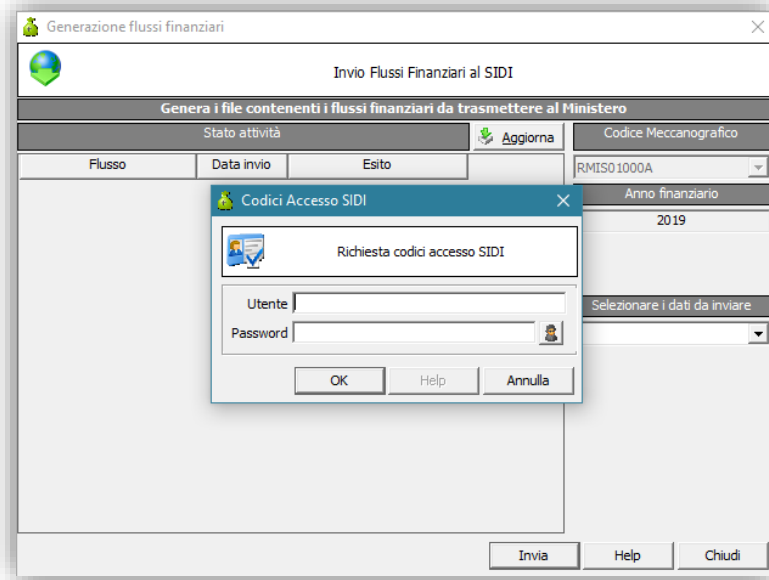 Generazione flussi finanziari
Invio Flussi Finanziari al SIDI
Genera i file contenenti i flussi finanziari da trasmettere al Ministero
Stato attività
Aggiorna
Codice Meccanografico
Flusso Data invio Esito
RMIS01000A
Anno finanziario
2019
Codici Accesso SIDI
Richiesta codici accesso SIDI
Utente
Password
OK Help Annulla
Selezionare i dati da inviare
Invia Help Chiudi